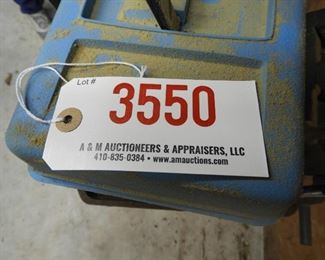 Lot #
3550
A & M AUCTIONEERS & APPRAISERS, LLC
410-835-0384 • www.amauctions.com